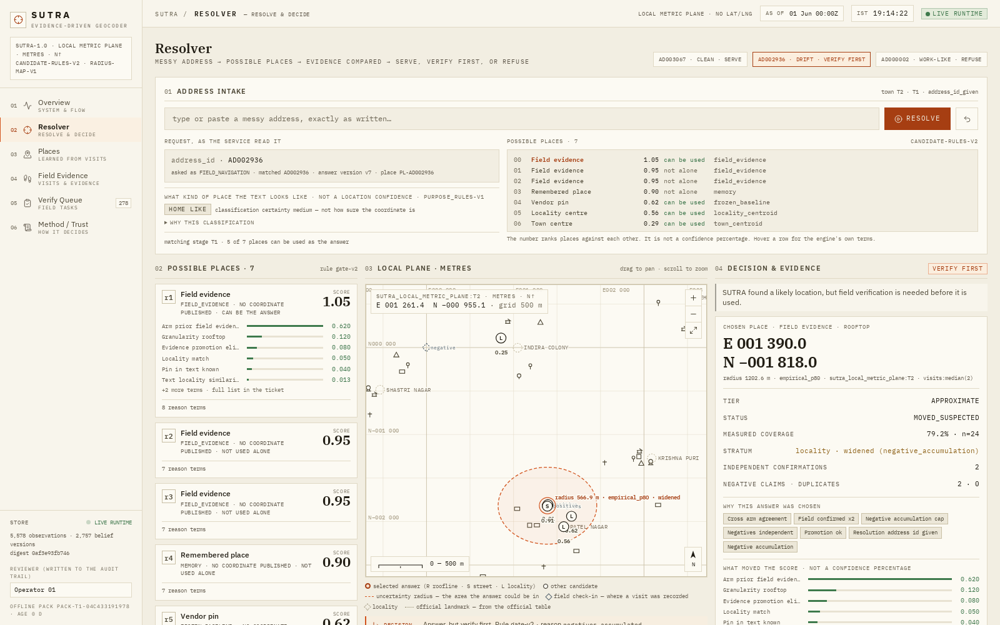 SUTRA
EVIDENCE-DRIVEN GEOCODER
SUTRA-1.0 · LOCAL METRIC PLANE
· METRES · N↑
CANDIDATE-RULES-V2 · RADIUS-
MAP-V1
01 Overview
SYSTEM & FLOW
02 Resolver
RESOLVE & DECIDE
03 Places
LEARNED FROM VISITS
04 Field Evidence
VISITS & EVIDENCE
05 Verify Queue 278
FIELD TASKS
06 Method / Trust
HOW IT DECIDES
STORE LIVE RUNTIME
5,578 observations · 2,757 belief
versions
digest 0af3e93fb746
REVIEWER (WRITTEN TO THE AUDIT
TRAIL)
Operator 01
OFFLINE PACK PACK-T1-04C433191978
· AGE 0 D
SUTRA / RESOLVER — RESOLVE & DECIDE
LOCAL METRIC PLANE · NO LAT/LNG
AS OF 01 Jun 00:00Z
IST 19:14:22
LIVE RUNTIME
Resolver
MESSY ADDRESS → POSSIBLE PLACES → EVIDENCE COMPARED → SERVE, VERIFY FIRST, OR REFUSE
AD003067 · CLEAN · SERVE
AD002936 · DRIFT · VERIFY FIRST
AD000002 · WORK-LIKE · REFUSE
01 ADDRESS INTAKE
town T2 · T1 · address_id_given
type or paste a messy address, exactly as written…
RESOLVE
REQUEST, AS THE SERVICE READ IT
address_id · AD002936
asked as FIELD_NAVIGATION · matched AD002936 · answer version v7 · place PL-AD002936
WHAT KIND OF PLACE THE TEXT LOOKS LIKE · NOT A LOCATION CONFIDENCE · PURPOSE_RULES-V1
HOME LIKE classification certainty medium — not how sure the coordinate is
▶ WHY THIS CLASSIFICATION
matching stage T1 · 5 of 7 places can be used as the answer
POSSIBLE PLACES · 7 CANDIDATE-RULES-V2
00 Field evidence 1.05 can be used field_evidence
01 Field evidence 0.95 not alone field_evidence
02 Field evidence 0.95 not alone field_evidence
03 Remembered place 0.90 not alone memory
04 Vendor pin 0.62 can be used frozen_baseline
05 Locality centre 0.56 can be used locality_centroid
06 Town centre 0.29 can be used town_centroid
The number ranks places against each other. It is not a confidence percentage. Hover a row for the engine's own terms.
02 POSSIBLE PLACES · 7 rule gate-v2
r1 Field evidence SCORE
FIELD_EVIDENCE · NO COORDINATE 1.05
PUBLISHED · CAN BE THE ANSWER
Arm prior field eviden… 0.620
Granularity rooftop 0.120
Evidence promotion eli… 0.080
Locality match 0.050
Pin in text known 0.040
Text locality similari… 0.013
+2 more terms · full list in the ticket
8 reason terms
r2 Field evidence SCORE
FIELD_EVIDENCE · NO COORDINATE 0.95
PUBLISHED · NOT USED ALONE
7 reason terms
r3 Field evidence SCORE
FIELD_EVIDENCE · NO COORDINATE 0.95
PUBLISHED · NOT USED ALONE
7 reason terms
r4 Remembered place SCORE
MEMORY · NO COORDINATE PUBLISHED · NOT 0.90
USED ALONE
7 reason terms
r5 Vendor pin SCORE
0.62
03 LOCAL PLANE · METRES drag to pan · scroll to zoom
SUTRA_LOCAL_METRIC_PLANE:T2 · METRES · N↑
E 001 261.4 N −000 955.1 · grid 500 m
E002 000
+
−
L
0.25
N000 000
negative
INDIRA COLONY
SHASTRI NAGAR
N−001 000
KRISHNA PURI
radius 566.9 m · empirical_p80 · widened
S positives
L
N−002 000
0.91
L PATEL NAGAR
0.62
0.56
0 — 500 m
N
selected answer (R roofline · S street · L locality) other candidate
uncertainty radius — the area the answer could be in field check-in — where a visit was recorded
locality official landmark — from the official table
DECISION Answer, but verify first. Rule gate-v2 · reason negatives_accumulated
04 DECISION & EVIDENCE VERIFY FIRST
SUTRA found a likely location, but field verification is needed before it is
used.
CHOSEN PLACE · FIELD EVIDENCE · ROOFTOP
E 001 390.0
N −001 818.0
radius 1202.6 m · empirical_p80 · sutra_local_metric_plane:T2 · visits:median(2)
TIER APPROXIMATE
STATUS MOVED_SUSPECTED
MEASURED COVERAGE 79.2% · n=24
STRATUM locality · widened (negative_accumulation)
INDEPENDENT CONFIRMATIONS 2
NEGATIVE CLAIMS · DUPLICATES 2 · 0
WHY THIS ANSWER WAS CHOSEN
Cross arm agreement Field confirmed x2 Negative accumulation cap
Negatives independent Promotion ok Resolution address id given
Negative accumulation
WHAT MOVED THE SCORE · NOT A CONFIDENCE PERCENTAGE
Arm prior field eviden… 0.620
Granularity rooftop 0.120
Evidence promotion eli… 0.080
Locality match 0.050
Pin in text known 0.040